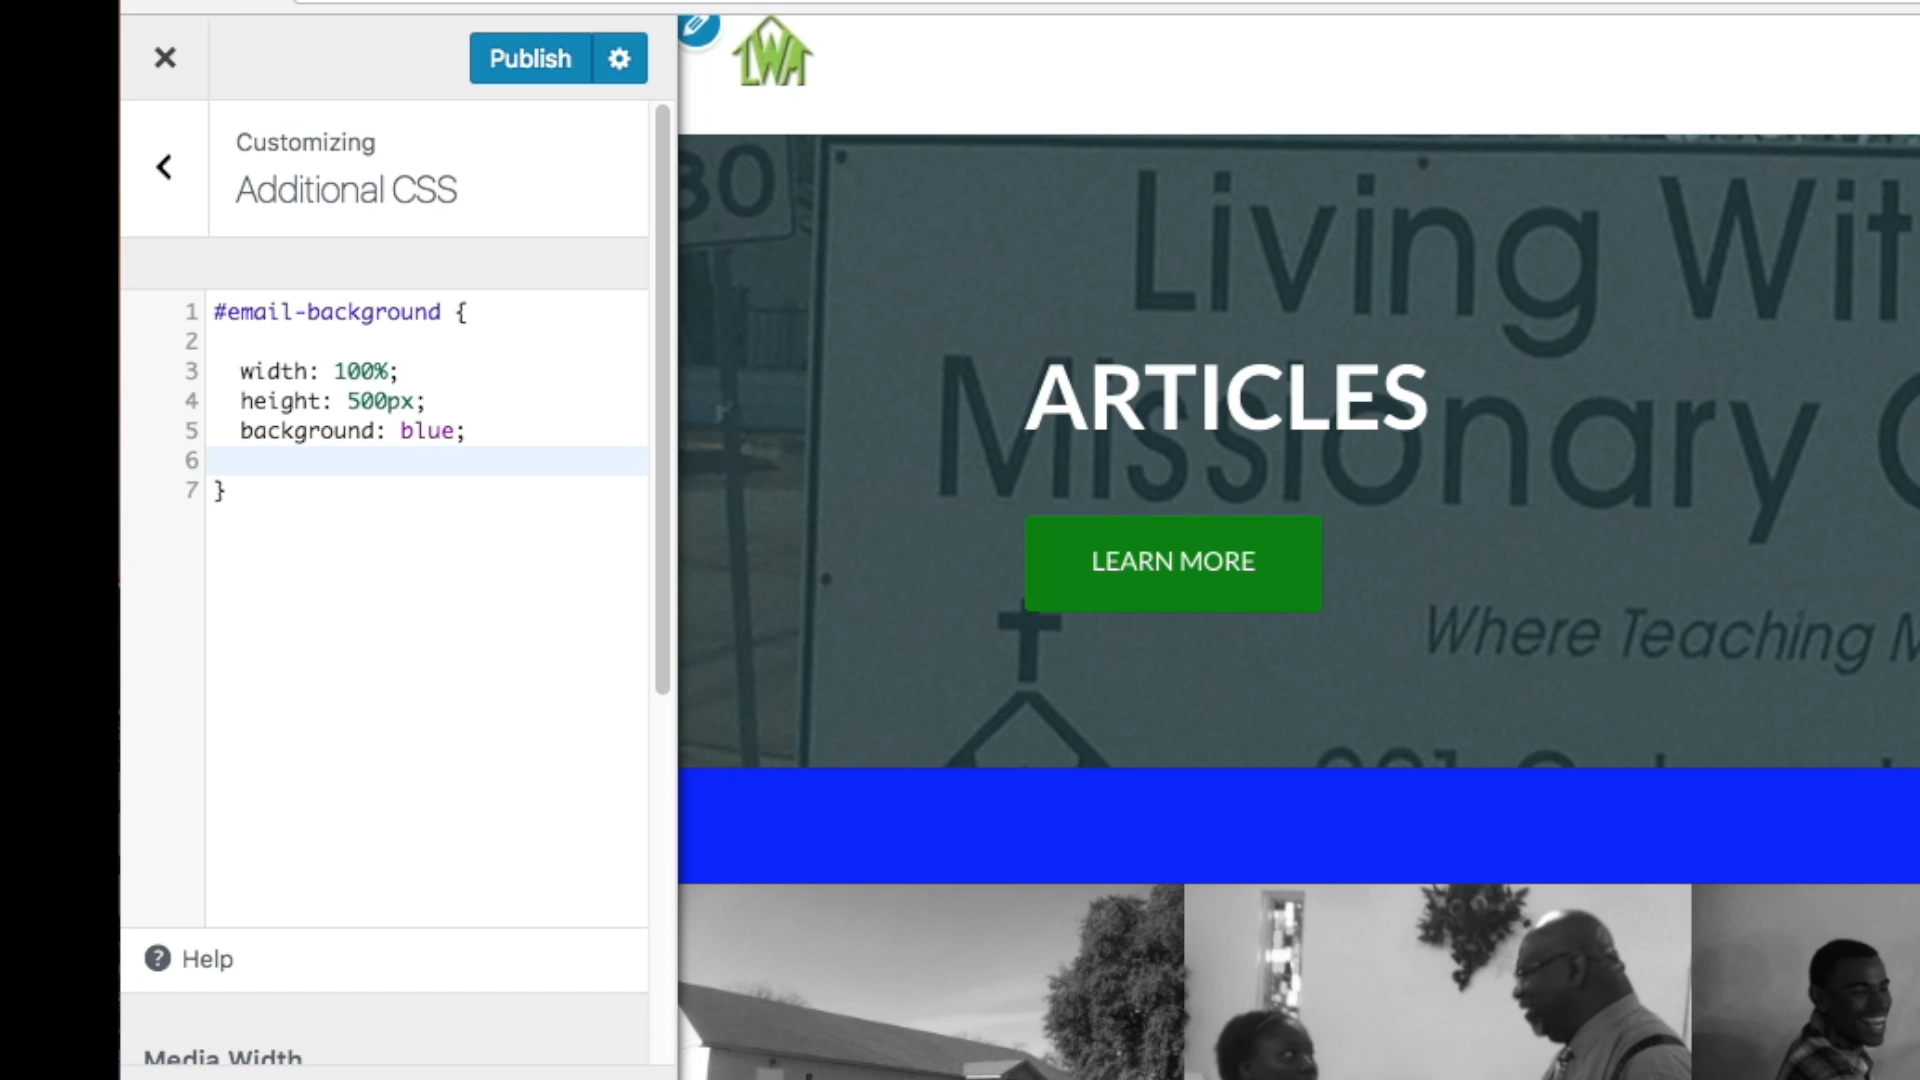 Publish
Customizing
Additional CSS
1 #email-background {
2
3 width: 100%;
4 height: 500px;
5 background: blue;
6
7 }
Help
Media Width
LWM
30
Living Wit
Missionary
ARTICLES
LEARN MORE
Where Teaching M